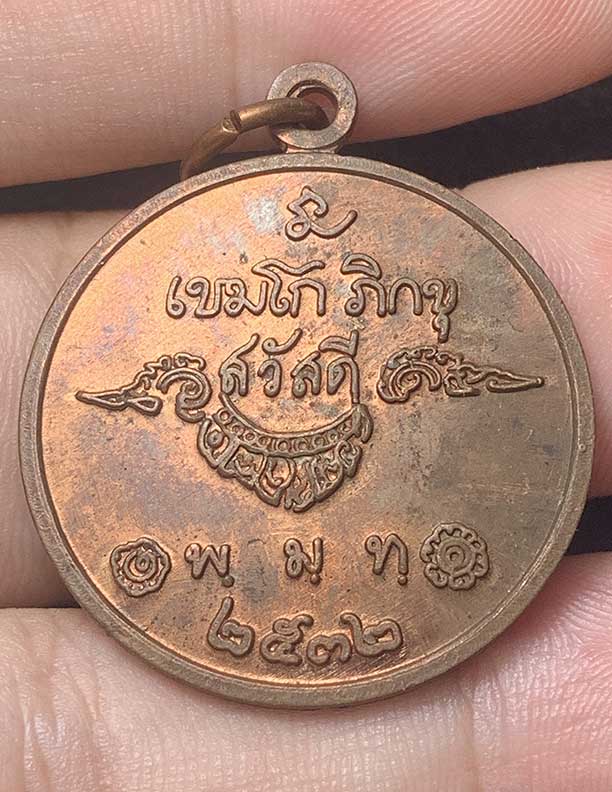 เขมโก ภิกขุ
สวัสดี
พฺ มฺ ทฺ
๒๕๓๒